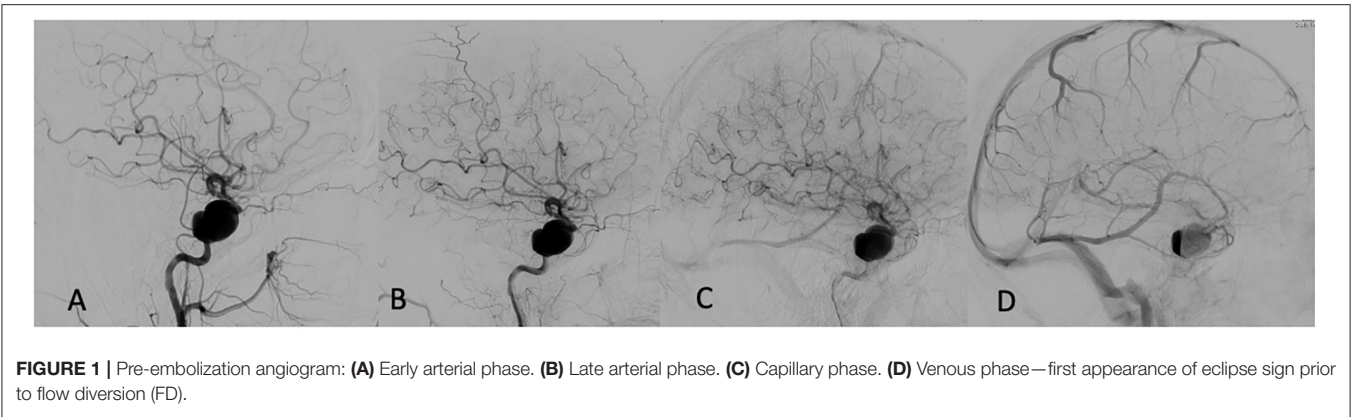 A
B
C
D
FIGURE 1 | Pre-embolization angiogram: (A) Early arterial phase. (B) Late arterial phase. (C) Capillary phase. (D) Venous phase—first appearance of eclipse sign prior
to flow diversion (FD).